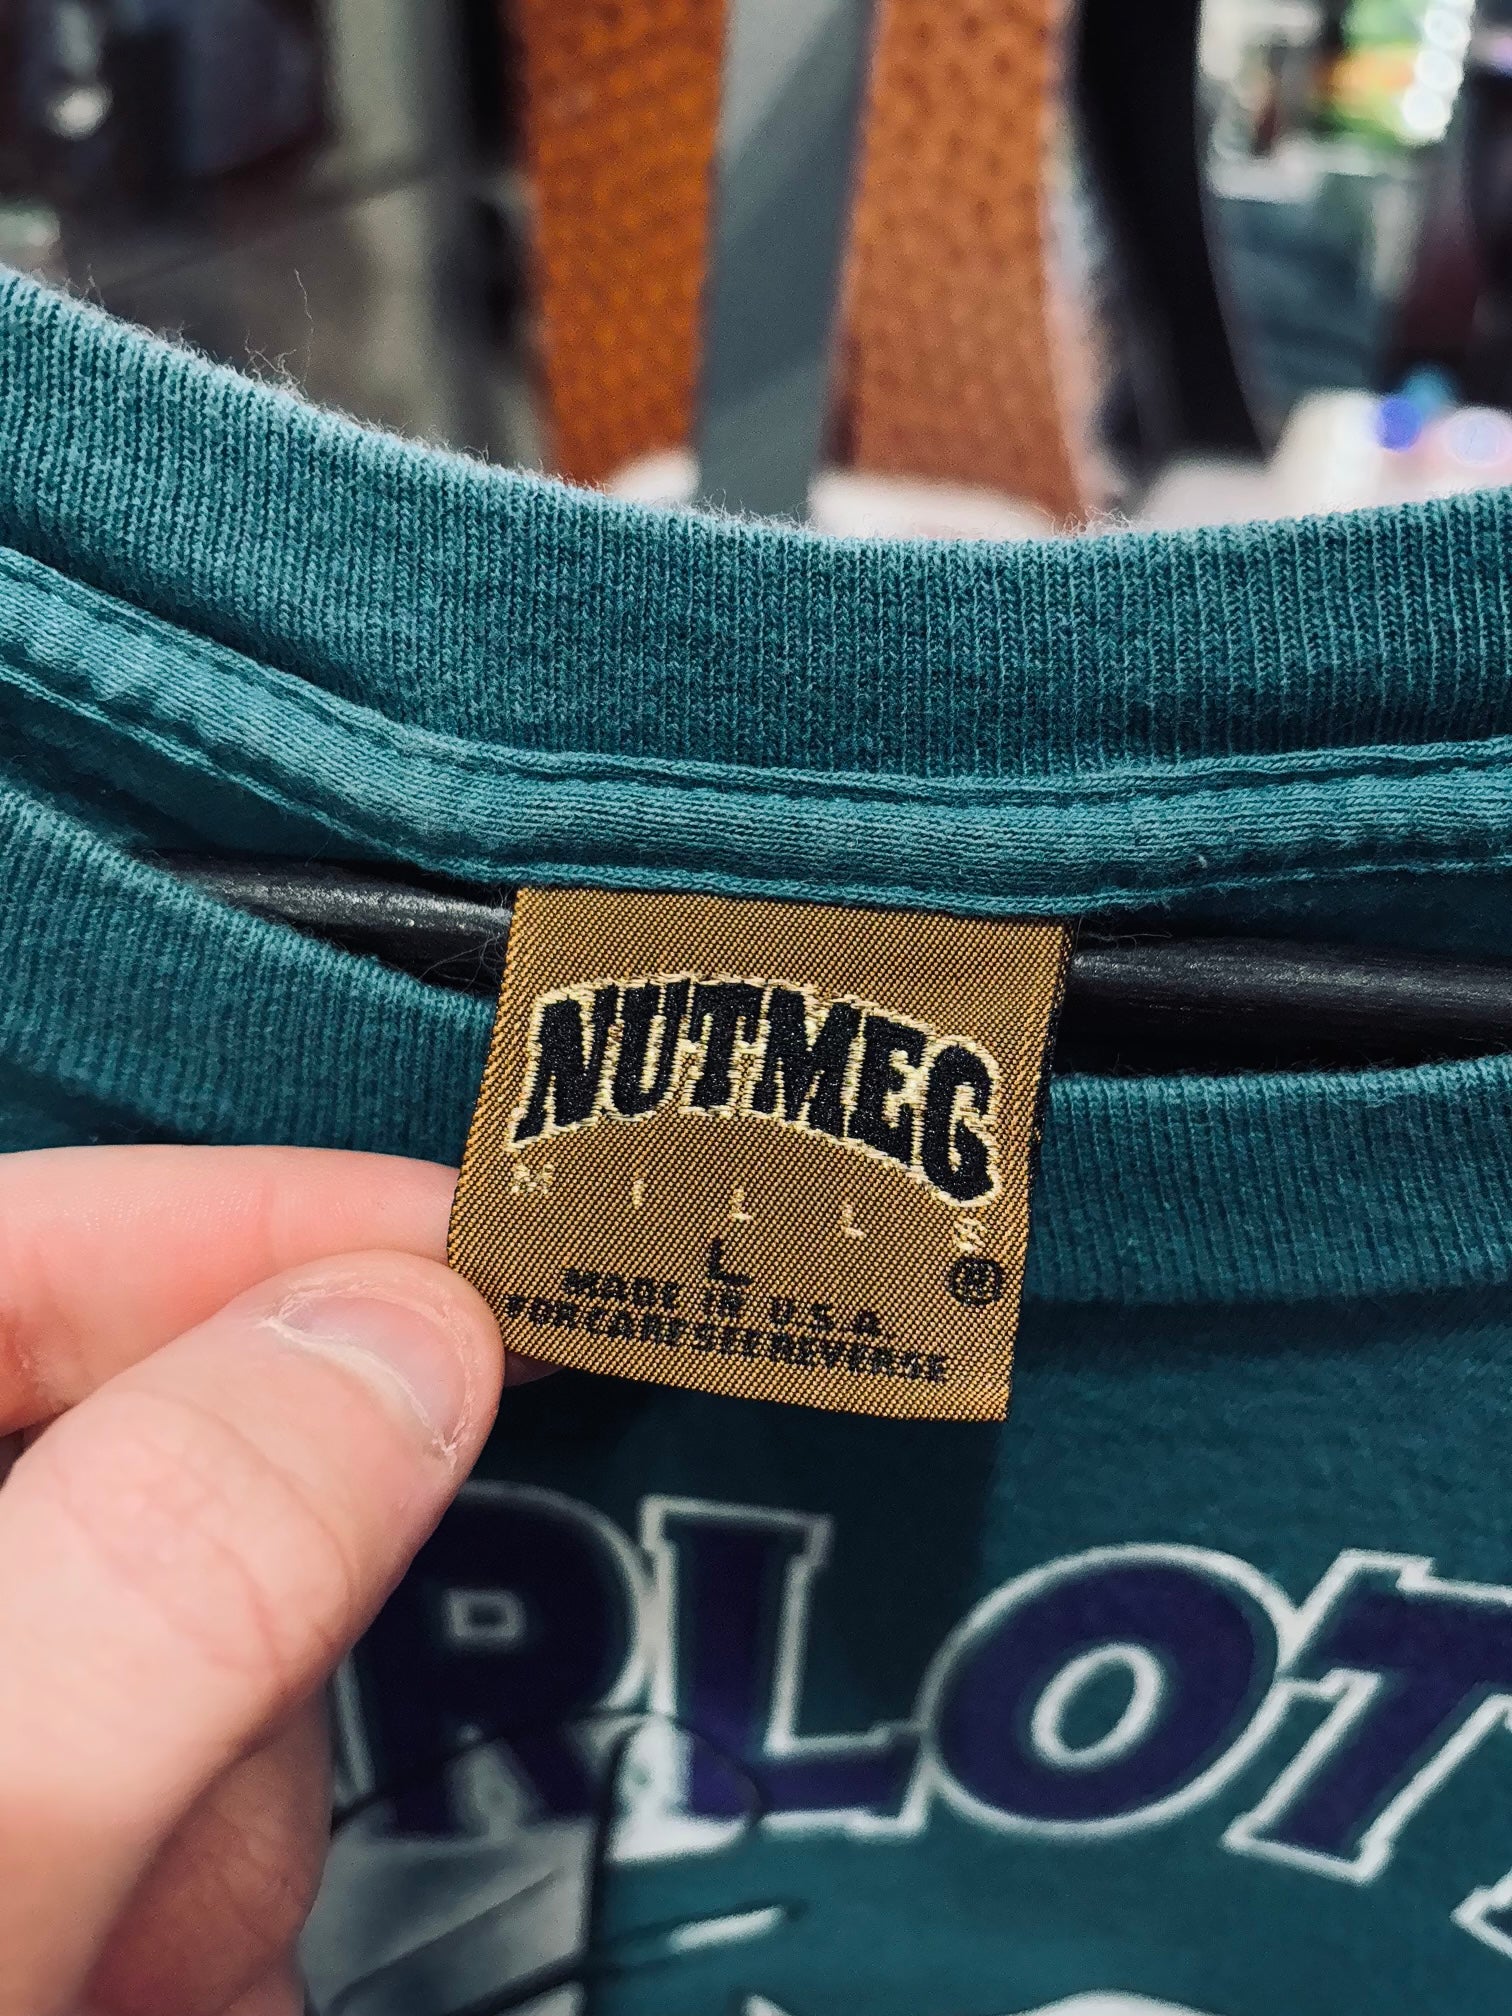 NUTMEG
MILLS
®
L
MADE IN U.S.A.
FOR CARE SEE REVERSE
RLOT